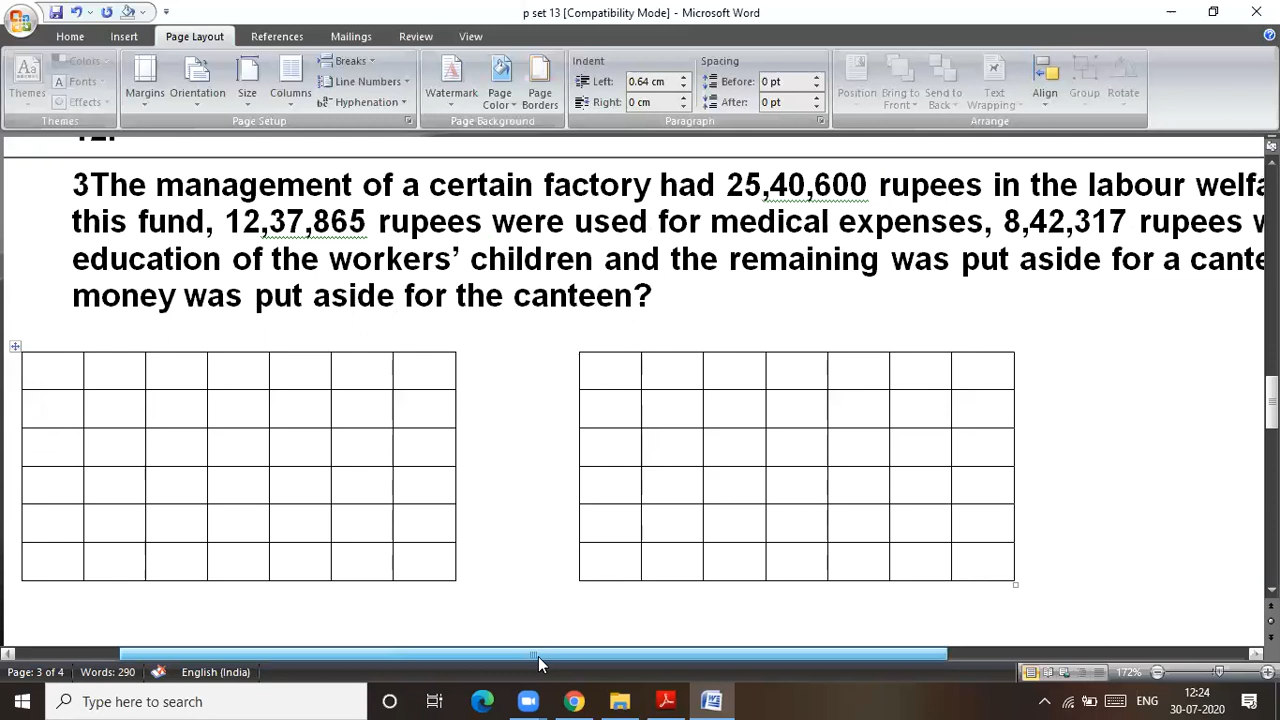 p set 13 [Compatibility Mode] - Microsoft Word
Home Insert Page Layout References Mailings Review View
Themes
Colors
Fonts
Effects
Margins Orientation Size Columns
Breaks
Line Numbers
Hyphenation
Watermark Page Color Page Borders
Indent
Left: 0.64 cm
Right: 0 cm
Spacing
Before: 0 pt
After: 0 pt
Position Bring to Front Send to Back Text Wrapping Align Group Rotate
Themes Page Setup Page Background Paragraph Arrange
3The management of a certain factory had 25,40,600 rupees in the labour
this fund, 12,37,865 rupees were used for medical expenses, 8,42,317 rupees
education of the workers’ children and the remaining was put aside for a
money was put aside for the canteen?
Page: 3 of 4 Words: 290 English (India) 172%
Type here to search
ENG
12:24
30-07-2020